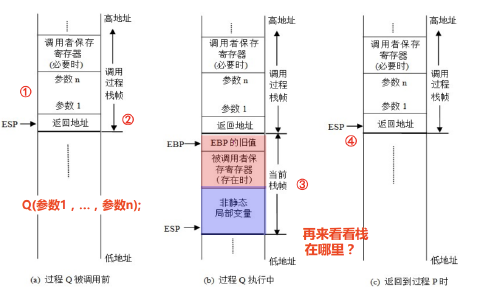 高地址
调用者保存
寄存器
(必要时)
参数 n
参数 1
返回地址
ESP
①
②
调用
过程
栈帧
Q(参数1，…，参数n);
低地址
(a) 过程 Q 被调用前
高地址
调用者保存
寄存器
(必要时)
参数 n
参数 1
返回地址
调用
过程
栈帧
EBP
EBP 的旧值
被调用者保
存寄存器
(存在时)
非静态
局部变量
ESP
当前
栈帧
③
低地址
(b) 过程 Q 执行中
高地址
调用者保存
寄存器
(必要时)
参数 n
参数 1
返回地址
ESP
④
调用
过程
栈帧
再来看看栈
在哪里？
低地址
(c) 返回到过程 P 时